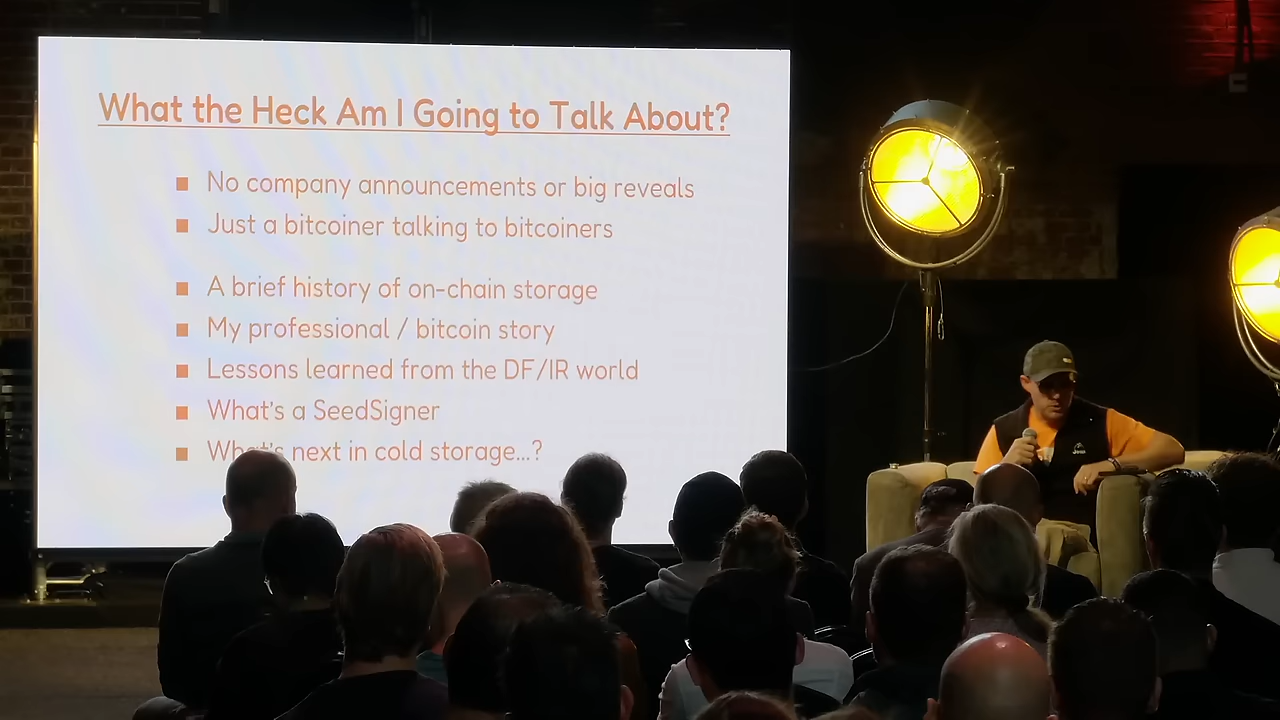 What the Heck Am I Going to Talk About?
No company announcements or big reveals
Just a bitcoiner talking to bitcoiners
A brief history of on-chain storage
My professional / bitcoin story
Lessons learned from the DF/IR world
What's a SeedSigner
What's next in cold storage...?